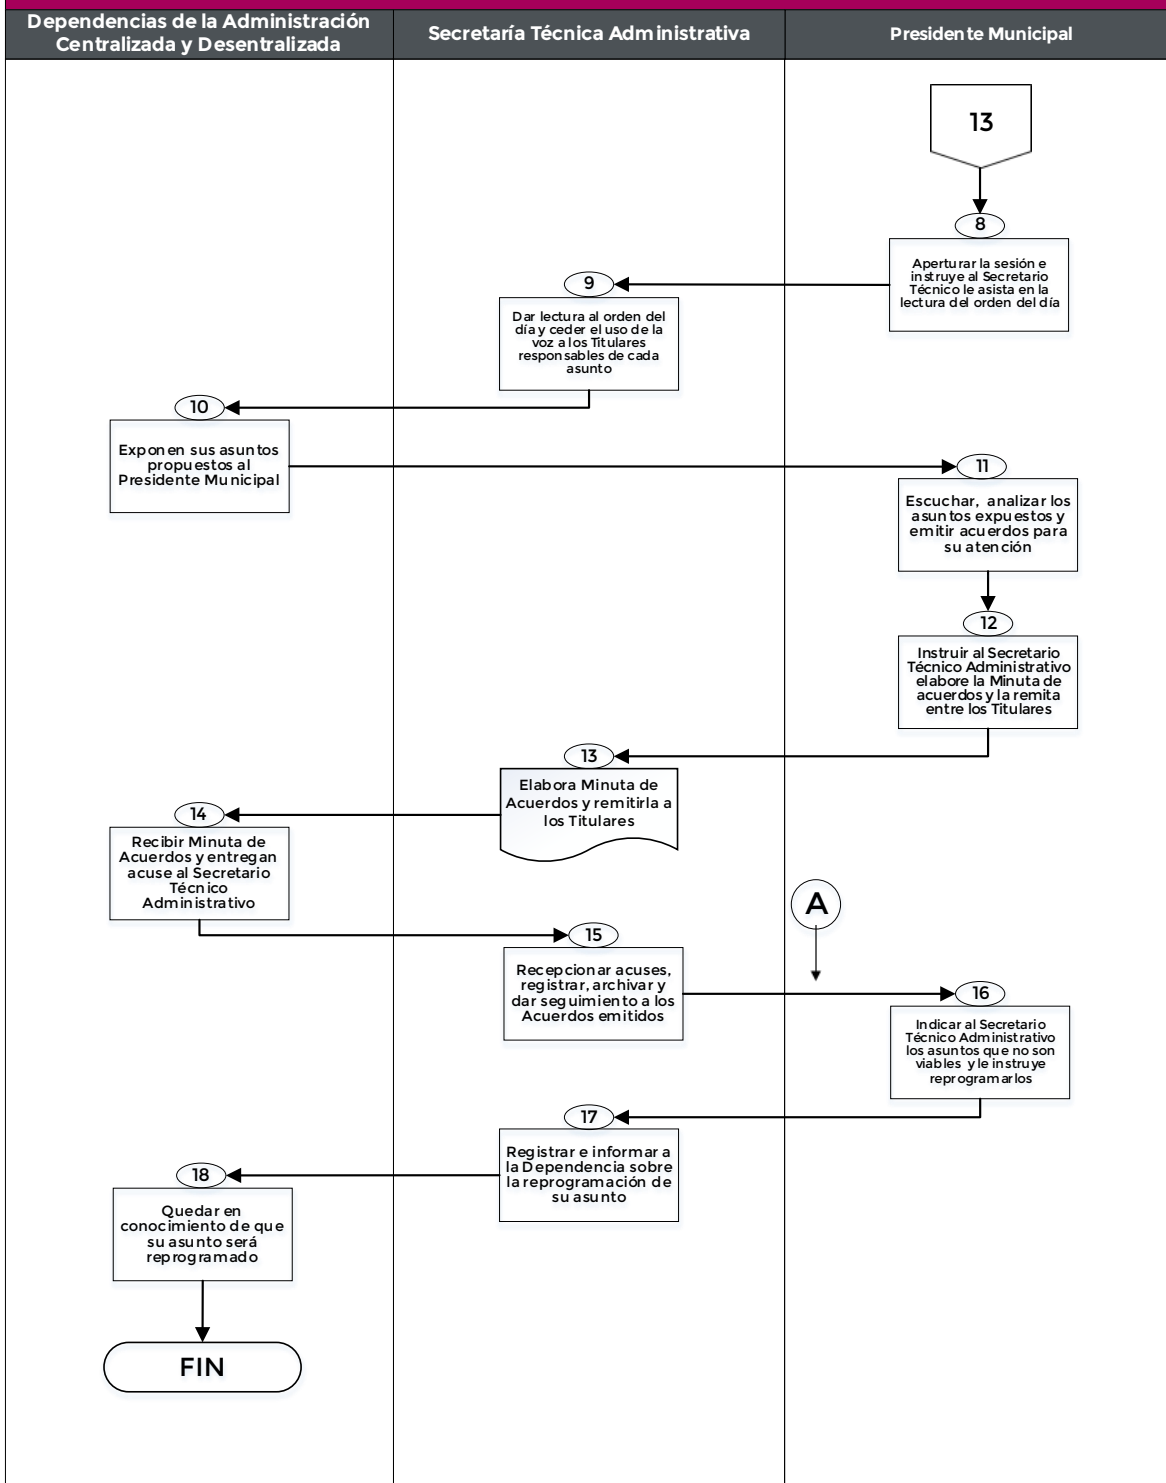 Dependencias de la Administración
Centralizada y Desentralizada
Secretaría Técnica Administrativa
Presidente Municipal
13
8
Aperturar la sesión e
instruye al Secretario
Técnico le asista en la
lectura del orden del día
9
Dar lectura al orden del
día y ceder el uso de la
voz a los Titulares
responsables de cada
asunto
10
Exponen sus asuntos
propuestos al
Presidente Municipal
11
Escuchar, analizar los
asuntos expuestos y
emitir acuerdos para
su atención
12
Instruir al Secretario
Técnico Administrativo
elabore la Minuta de
acuerdos y la remita
entre los Titulares
13
Elabora Minuta de
Acuerdos y remitirla a
los Titulares
14
Recibir Minuta de
Acuerdos y entregan
acuse al Secretario
Técnico
Administrativo
A
15
Recepcionar acuses,
registrar, archivar y
dar seguimiento a los
Acuerdos emitidos
16
Indicar al Secretario
Técnico Administrativo
los asuntos que no son
viables y le instruye
reprogramarlos
17
Registrar e informar a
la Dependencia sobre
la reprogramación de
su asunto
18
Quedar en
conocimiento de que
su asunto será
reprogramado
FIN